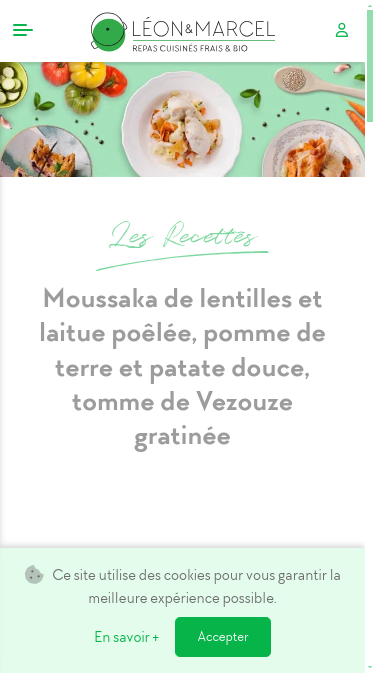 LÉON&MARCEL
REPAS CUISINÉS FRAIS & BIO
Les Recettes
Moussaka de lentilles et
laitue poêlée, pomme de
terre et patate douce,
tomme de Vezouze
gratinée
Ce site utilise des cookies pour vous garantir la
meilleure expérience possible.
En savoir +
Accepter